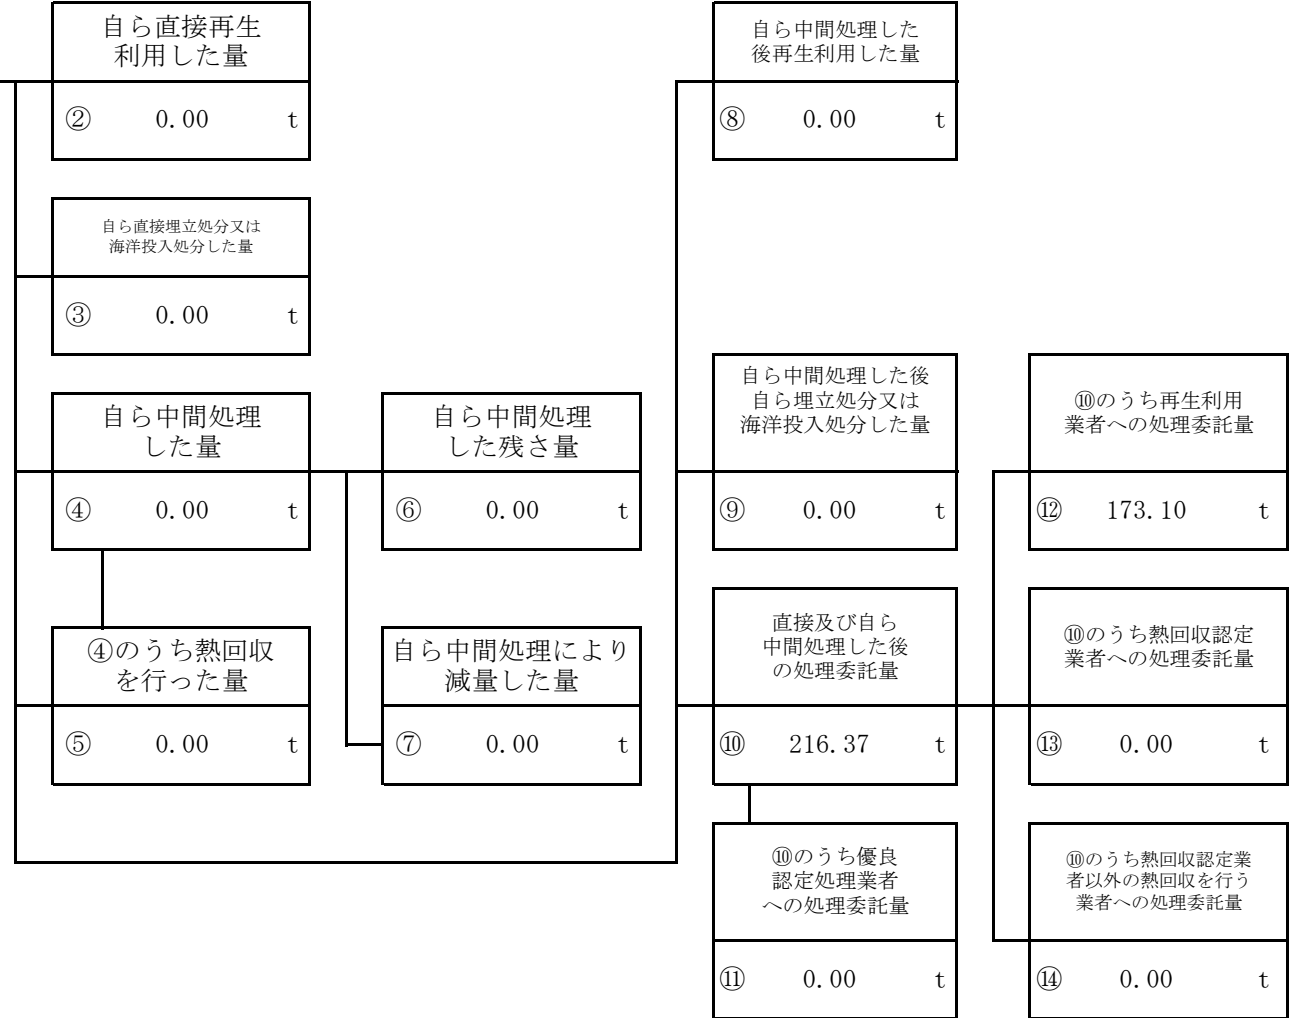 自ら直接再生
利用した量
② 0.00 t
自ら直接埋立処分又は
海洋投入処分した量
③ 0.00 t
自ら中間処理
した量
④ 0.00 t
④のうち熱回収
を行った量
⑤ 0.00 t
自ら中間処理
した残さ量
⑥ 0.00 t
自ら中間処理により
減量した量
⑦ 0.00 t
自ら中間処理した
後再生利用した量
⑧ 0.00 t
自ら中間処理した後
自ら埋立処分又は
海洋投入処分した量
⑨ 0.00 t
直接及び自ら
中間処理した後
の処理委託量
⑩ 216.37 t
⑩のうち優良
認定処理業者
への処理委託量
⑪ 0.00 t
⑩のうち再生利用
業者への処理委託量
⑫ 173.10 t
⑩のうち熱回収認定
業者への処理委託量
⑬ 0.00 t
⑩のうち熱回収認定業
者以外の熱回収を行う
業者への処理委託量
⑭ 0.00 t